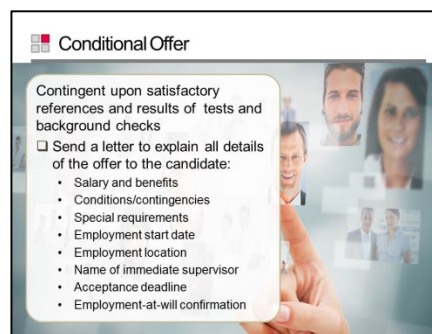 Conditional Offer
Contingent upon satisfactory
references and results of tests and
background checks
❑ Send a letter to explain all details
of the offer to the candidate:
• Salary and benefits
• Conditions/contingencies
• Special requirements
• Employment start date
• Employment location
• Name of immediate supervisor
• Acceptance deadline
• Employment-at-will confirmation